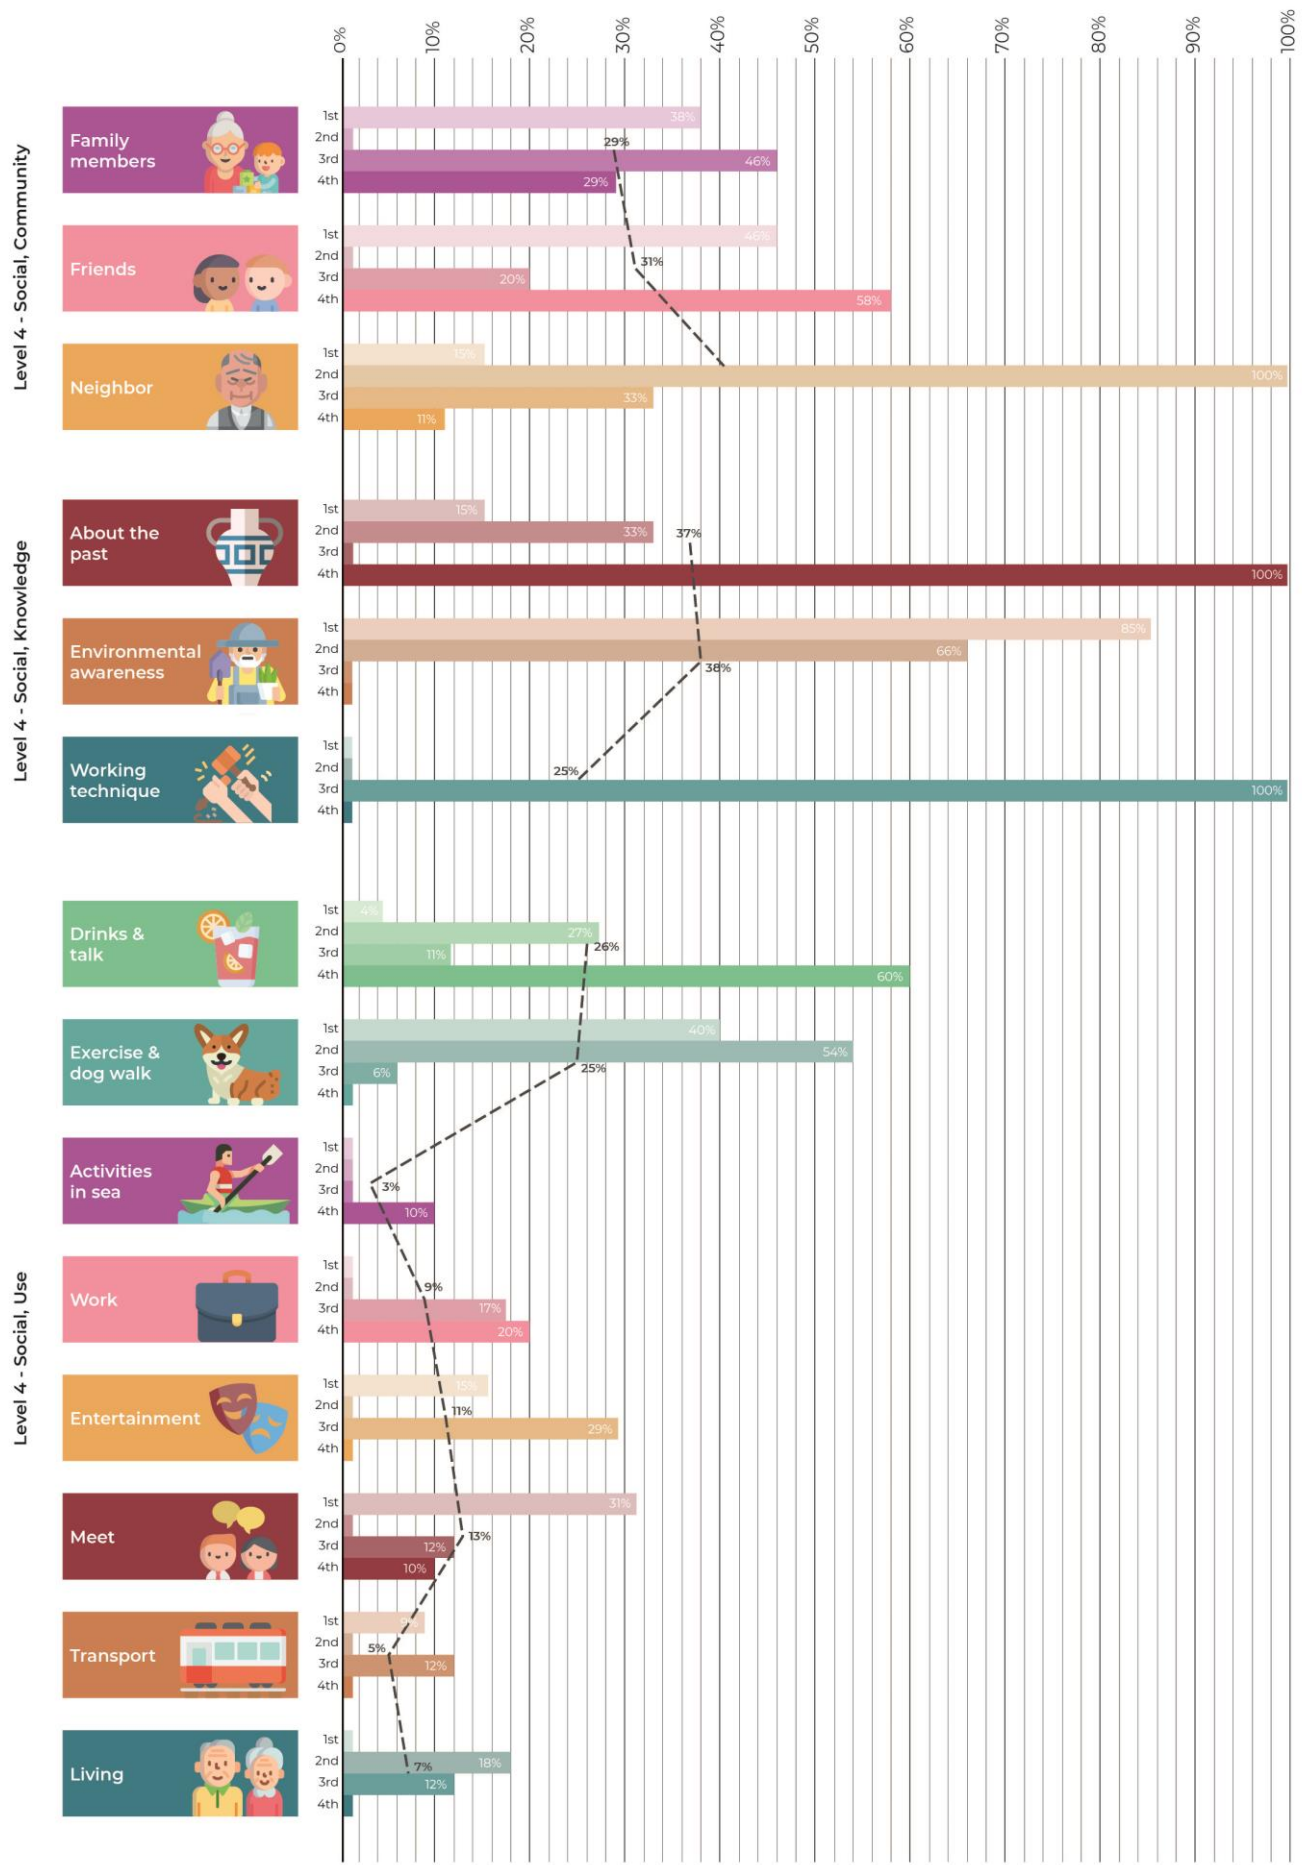 0%
10%
20%
30%
40%
50%
60%
70%
80%
90%
100%
Level 4 - Social, Community
Family
members
1st
38%
2nd
29%
3rd
46%
4th
29%
Friends
1st
46%
2nd
31%
3rd
20%
4th
58%
Neighbor
1st
15%
2nd
100%
3rd
33%
4th
11%
Level 4 - Social, Knowledge
About the
past
1st
15%
2nd
33%
37%
3rd
4th
100%
Environmental
awareness
1st
85%
2nd
66%
3rd
38%
4th
Working
technique
1st
2nd
25%
3rd
100%
4th
Level 4 - Social, Use
Drinks &
talk
1st
4%
2nd
27%
26%
3rd
11%
4th
60%
Exercise &
dog walk
1st
40%
2nd
54%
3rd
6%
25%
4th
Activities
in sea
1st
2nd
3rd
3%
4th
10%
Work
1st
2nd
9%
3rd
17%
4th
20%
Entertainment
1st
15%
2nd
11%
3rd
29%
4th
Meet
1st
31%
2nd
13%
3rd
12%
4th
10%
Transport
1st
9%
2nd
5%
3rd
12%
4th
Living
1st
2nd
7%
18%
3rd
12%
4th